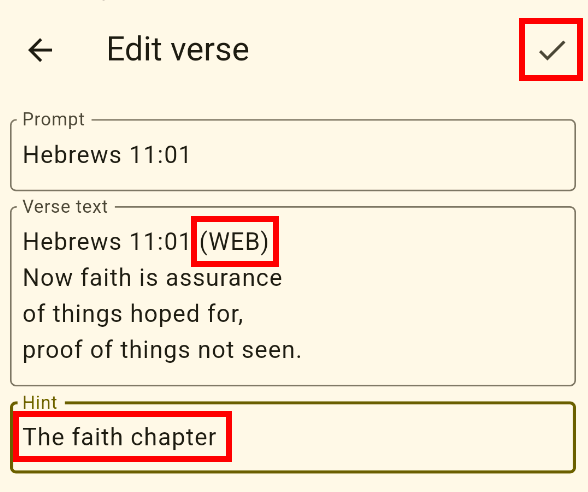 Edit verse
Prompt
Hebrews 11:01
Verse text
Hebrews 11:01 (WEB)
Now faith is assurance
of things hoped for,
proof of things not seen.
Hint
The faith chapter